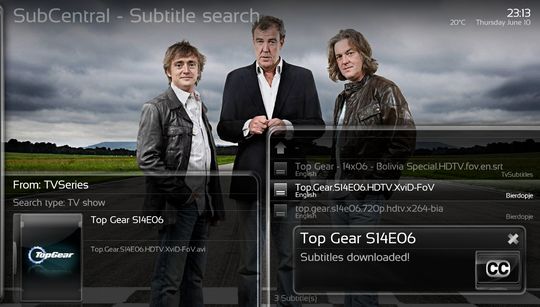 SubCentral - Subtitle search
23:13
20°C Thursday June 10
From: TVSeries
Search type: TV show
TopGear
Top Gear S14E06
Top.Gear.S14E06.HDTV.XviD-FoV.avi
Top Gear - 14x06 - Bolivia Special.HDTV.fov.en.srt
English
TvSubtitles
Top.Gear.S14E06.HDTV.XviD-FoV
English
Bierdopje
top.gear.s14e06.720p.hdtv.x264-bia
English
Bierdopje
Top Gear S14E06
Subtitles downloaded!
CC
3 Subtitle(s)